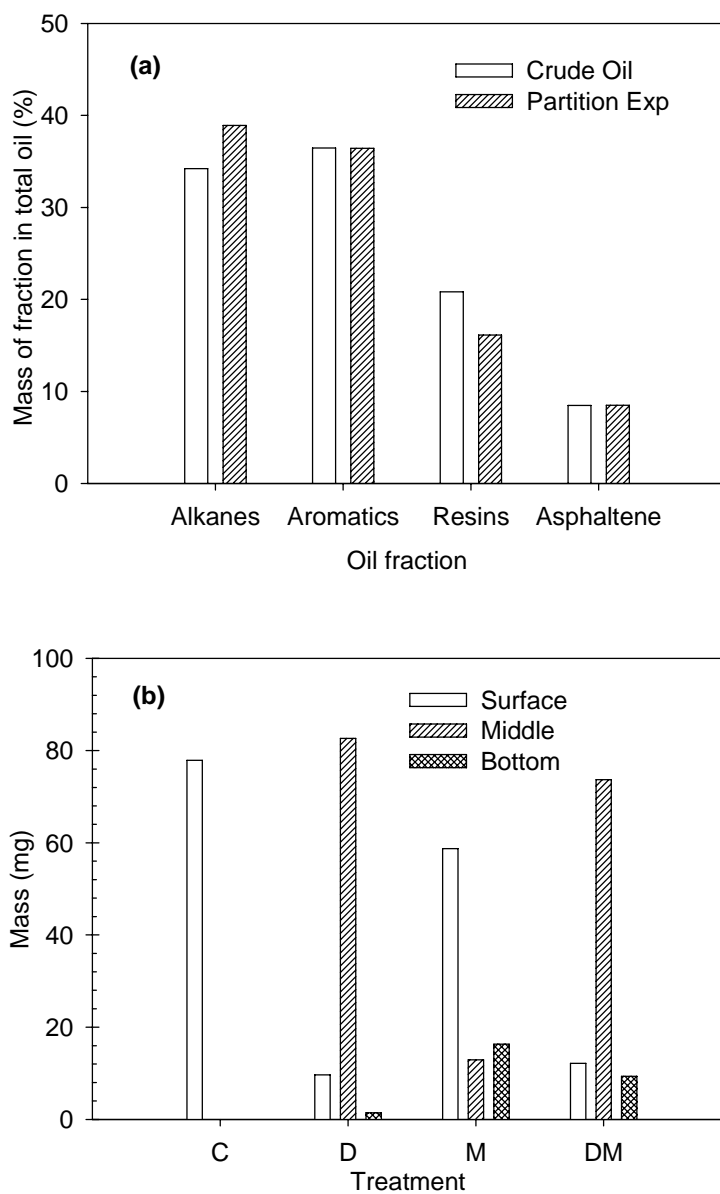 (a)
Crude Oil
Partition Exp
Mass of fraction in total oil (%)
50
40
30
20
10
0
Alkanes Aromatics Resins Asphaltene
Oil fraction
(b)
Surface
Middle
Bottom
Mass (mg)
100
80
60
40
20
0
C D M DM
Treatment